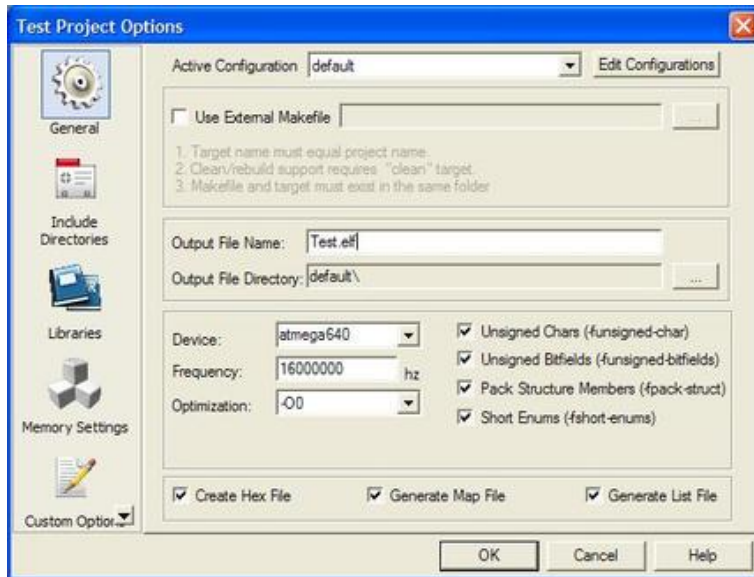 Test Project Options
General
Include
Directories
Libraries
Memory Settings
Custom Option
Active Configuration default Edit Configurations
Use External Makefile ...
1. Target name must equal project name.
2. Clean/rebuild support requires "clean" target.
3. Makefile and target must exist in the same folder
Output File Name: Test.elf
Output File Directory: default\ ...
Device: atmega640
Frequency: 16000000 hz
Optimization: -O0
Unsigned Chars (-funsigned-char)
Unsigned Bitfields (-funsigned-bitfields)
Pack Structure Members (-fpack-struct)
Short Enums (-fshort-enums)
Create Hex File Generate Map File Generate List File
OK Cancel Help